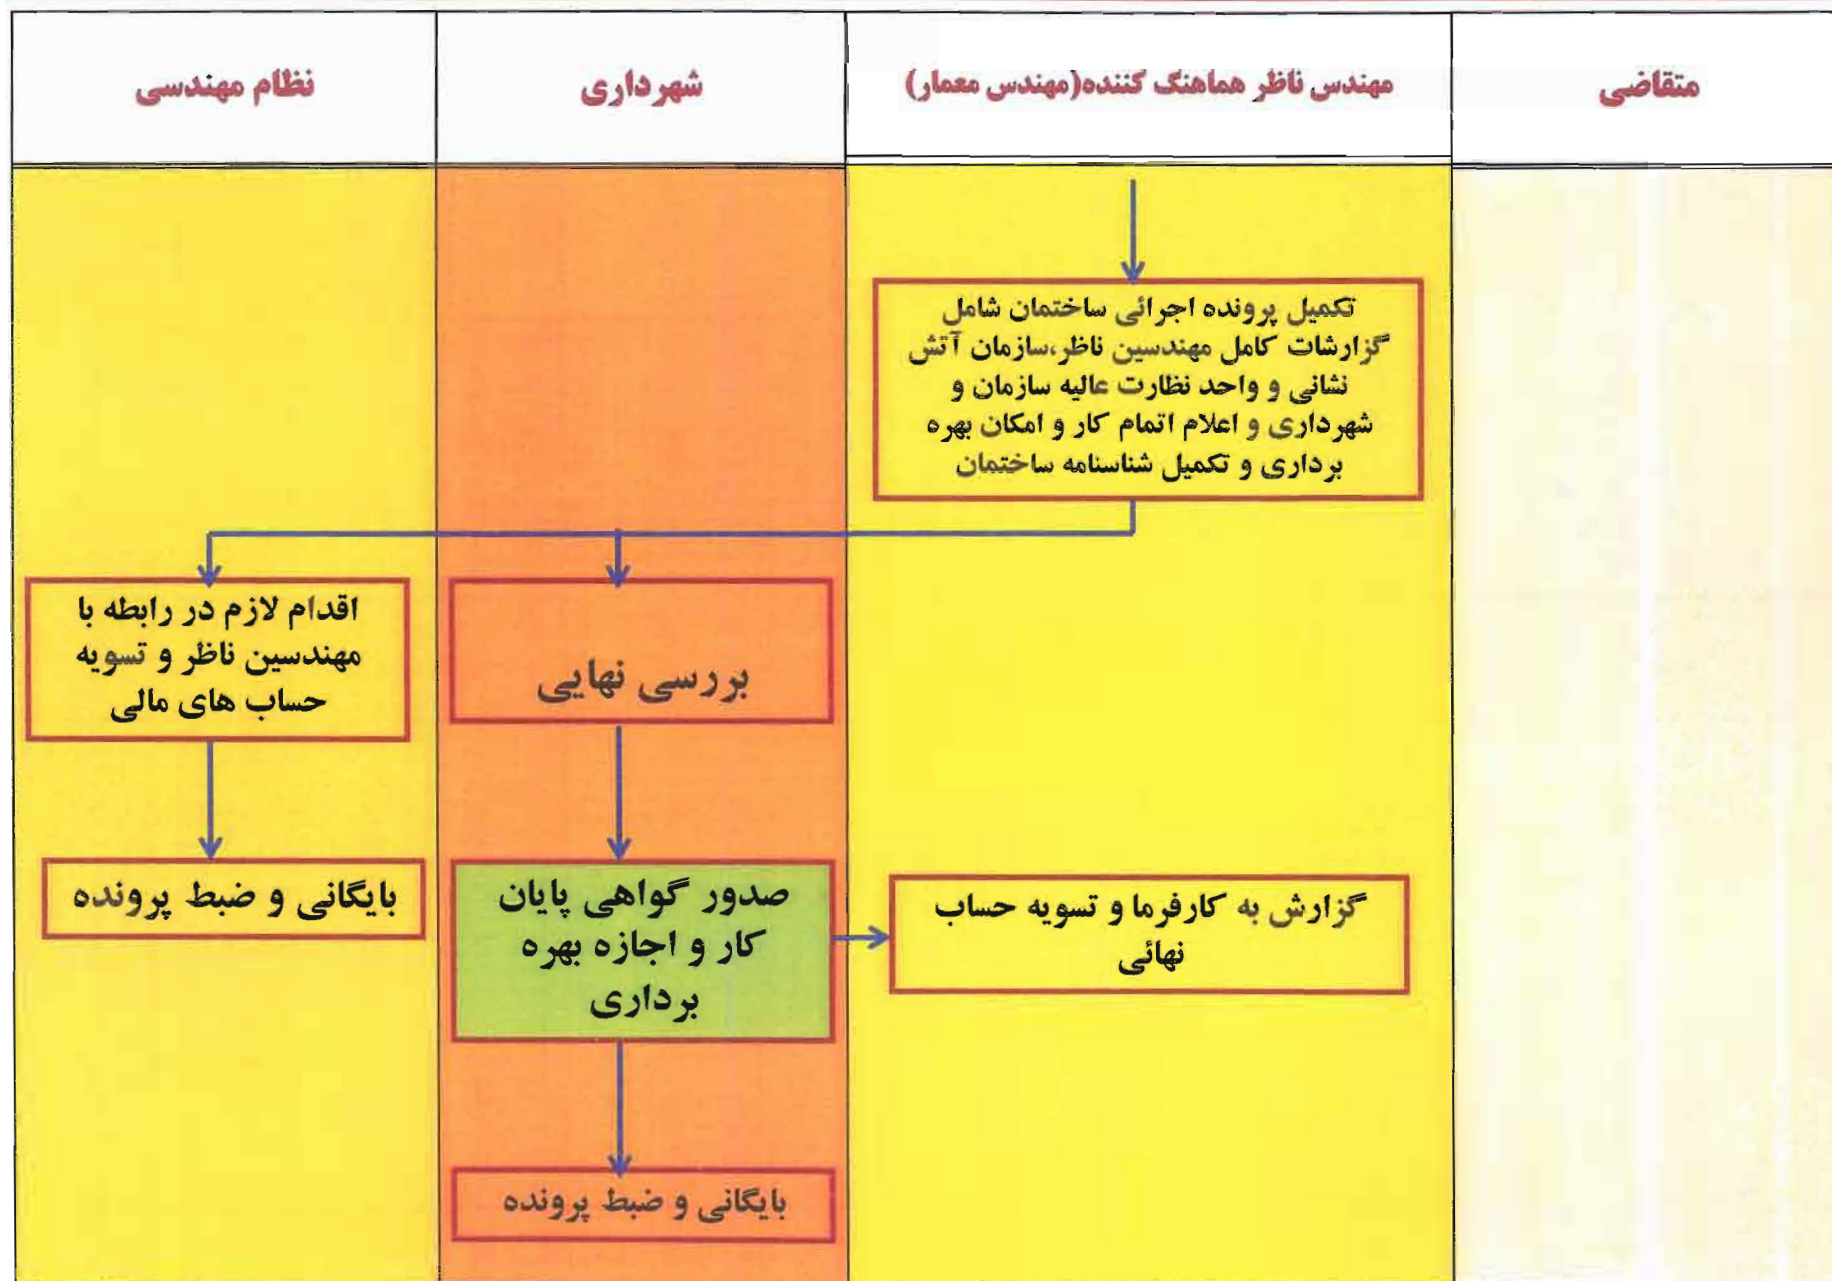 متقاضی
مهندس ناظر هماهنگ کننده(مهندس معمار)
شهرداری
نظام مهندسی
تکمیل پرونده اجرائی ساختمان شامل
گزارشات کامل مهندسین ناظر،سازمان آتش
نشانی و واحد نظارت عالیه سازمان و
شهرداری و اعلام اتمام کار و امکان بهره
برداری و تکمیل شناسنامه ساختمان
بررسی نهایی
اقدام لازم در رابطه با
مهندسین ناظر و تسویه
حساب های مالی
گزارش به کارفرما و تسویه حساب
نهائی
صدور گواهی پایان
کار و اجازه بهره
برداری
بایگانی و ضبط پرونده
بایگانی و ضبط پرونده